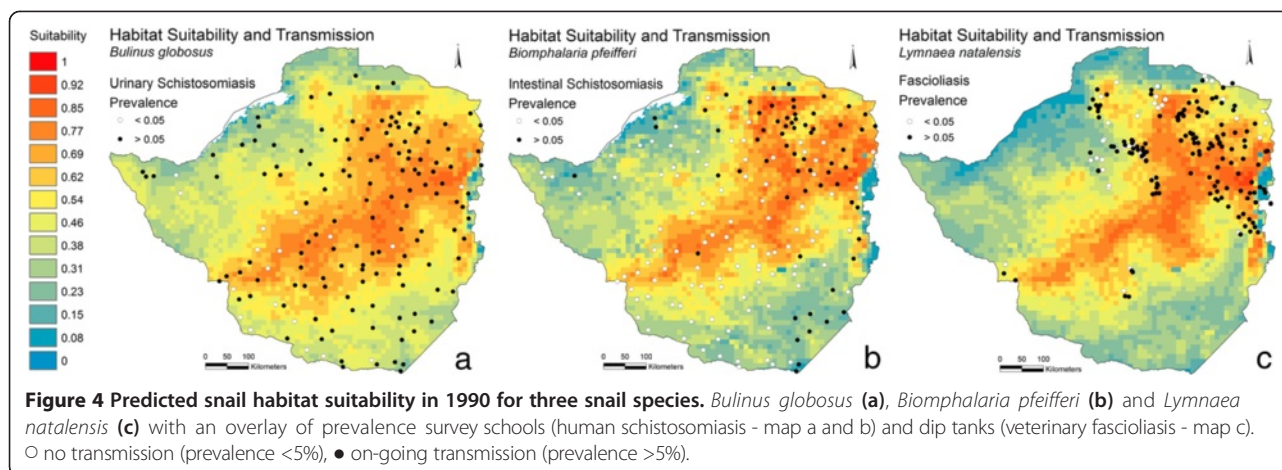 Suitability
1
0.92
0.85
0.77
0.69
0.62
0.54
0.46
0.38
0.31
0.23
0.15
0.08
0
Habitat Suitability and Transmission
Bulinus globosus
Urinary Schistosomiasis
Prevalence
○ < 0.05
● > 0.05
0 50 100
Kilometers
a
Habitat Suitability and Transmission
Biomphalaria pfeifferi
Intestinal Schistosomiasis
Prevalence
○ < 0.05
● > 0.05
0 50 100
Kilometers
b
Habitat Suitability and Transmission
Lymnaea natalensis
Fascioliasis
Prevalence
○ < 0.05
● > 0.05
0 50 100
Kilometers
c
Figure 4 Predicted snail habitat suitability in 1990 for three snail species. Bulinus globosus (a), Biomphalaria pfeifferi (b) and Lymnaea
natalensis (c) with an overlay of prevalence survey schools (human schistosomiasis - map a and b) and dip tanks (veterinary fascioliasis - map c).
○ no transmission (prevalence <5%), ● on-going transmission (prevalence >5%).